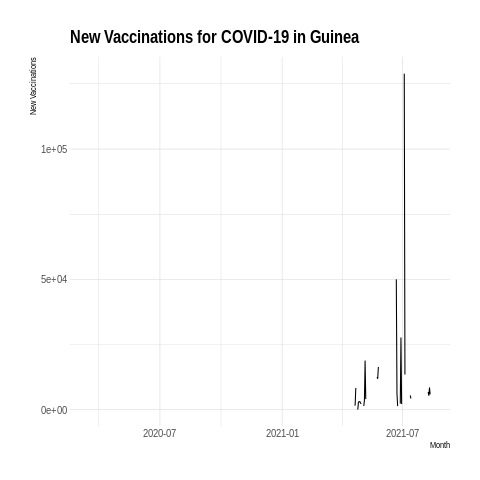 New Vaccinations for COVID-19 in Guinea
New Vaccinations
1e+05
5e+04
0e+00
2020-07
2021-01
2021-07
Month